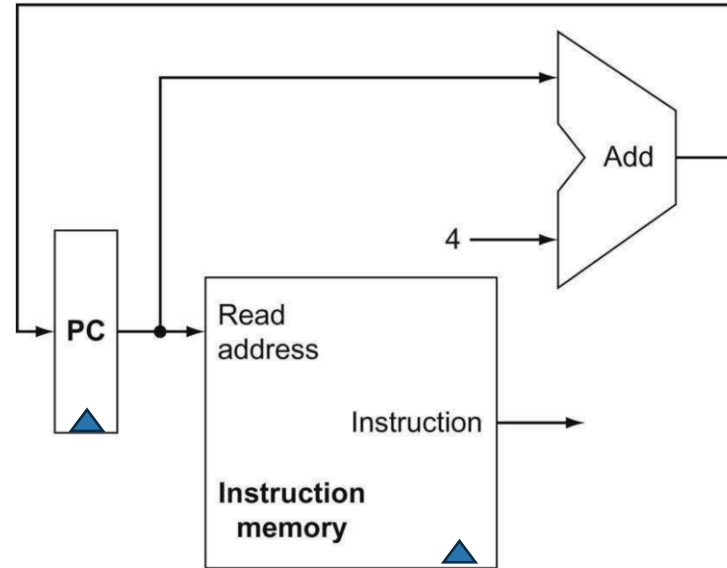 Add
4
PC
Read
address
Instruction
Instruction
memory